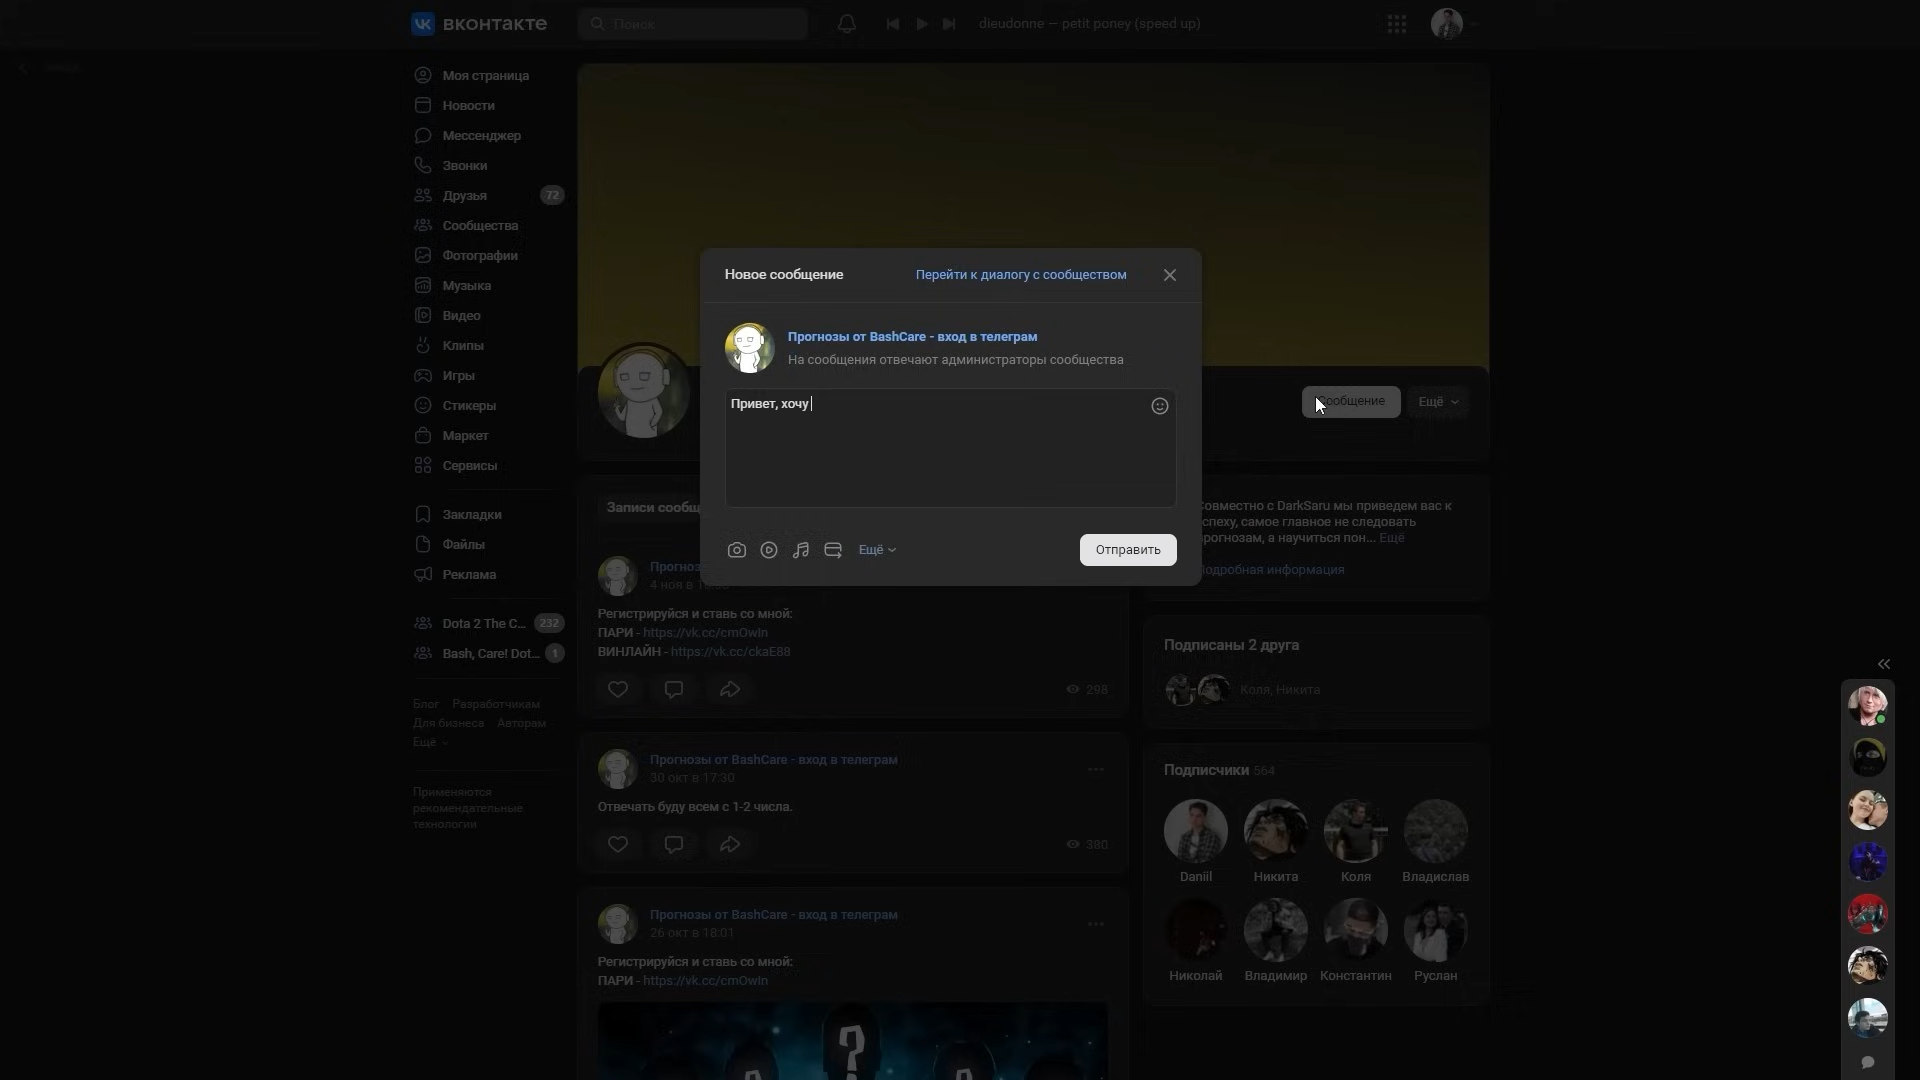 вконтакте
Поиск
dieudonne — petit poney (speed up)
Моя страница
Новости
Мессенджер
Звонки
Друзья
72
Сообщества
Фотографии
Музыка
Видео
Клипы
Игры
Стикеры
Маркет
Сервисы
Закладки
Файлы
Реклама
Dota 2 The C...
232
Bash, Care! Dot...
1
Блог Разработчикам
Для бизнеса Авторам
Ещё
Применяются
рекомендательные
технологии
Новое сообщение
Перейти к диалогу с сообществом
Прогнозы от BashCare - вход в телеграм
На сообщения отвечают администраторы сообщества
Привет, хочу
Ещё
Отправить
Сообщение
Ещё
Записи сообщ
Прогноз
4 ноя в
Регистрируйся и ставь со мной:
ПАРИ - https://vk.cc/cmOwIn
ВИНЛАЙН - https://vk.cc/ckaE88
298
Прогнозы от BashCare - вход в телеграм
30 окт в 17:30
Отвечать буду всем с 1-2 числа.
380
Прогнозы от BashCare - вход в телеграм
26 окт в 18:01
Регистрируйся и ставь со мной:
ПАРИ - https://vk.cc/cmOwIn
?
Совместно с DarkSaru мы приведем вас к
спеху, самое главное не следовать
рогнозам, а научиться пон... Ещё
одробная информация
Подписаны 2 друга
Коля, Никита
Подписчики 564
Daniil
Никита
Коля
Владислав
Николай
Владимир
Константин
Руслан